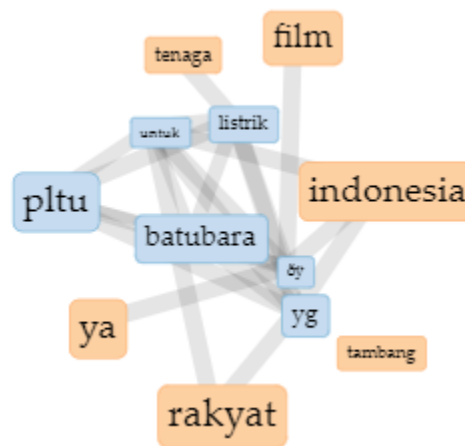 film
tenaga
listrik
untuk
indonesia
pltu
batubara
yg
ya
tambang
rakyat